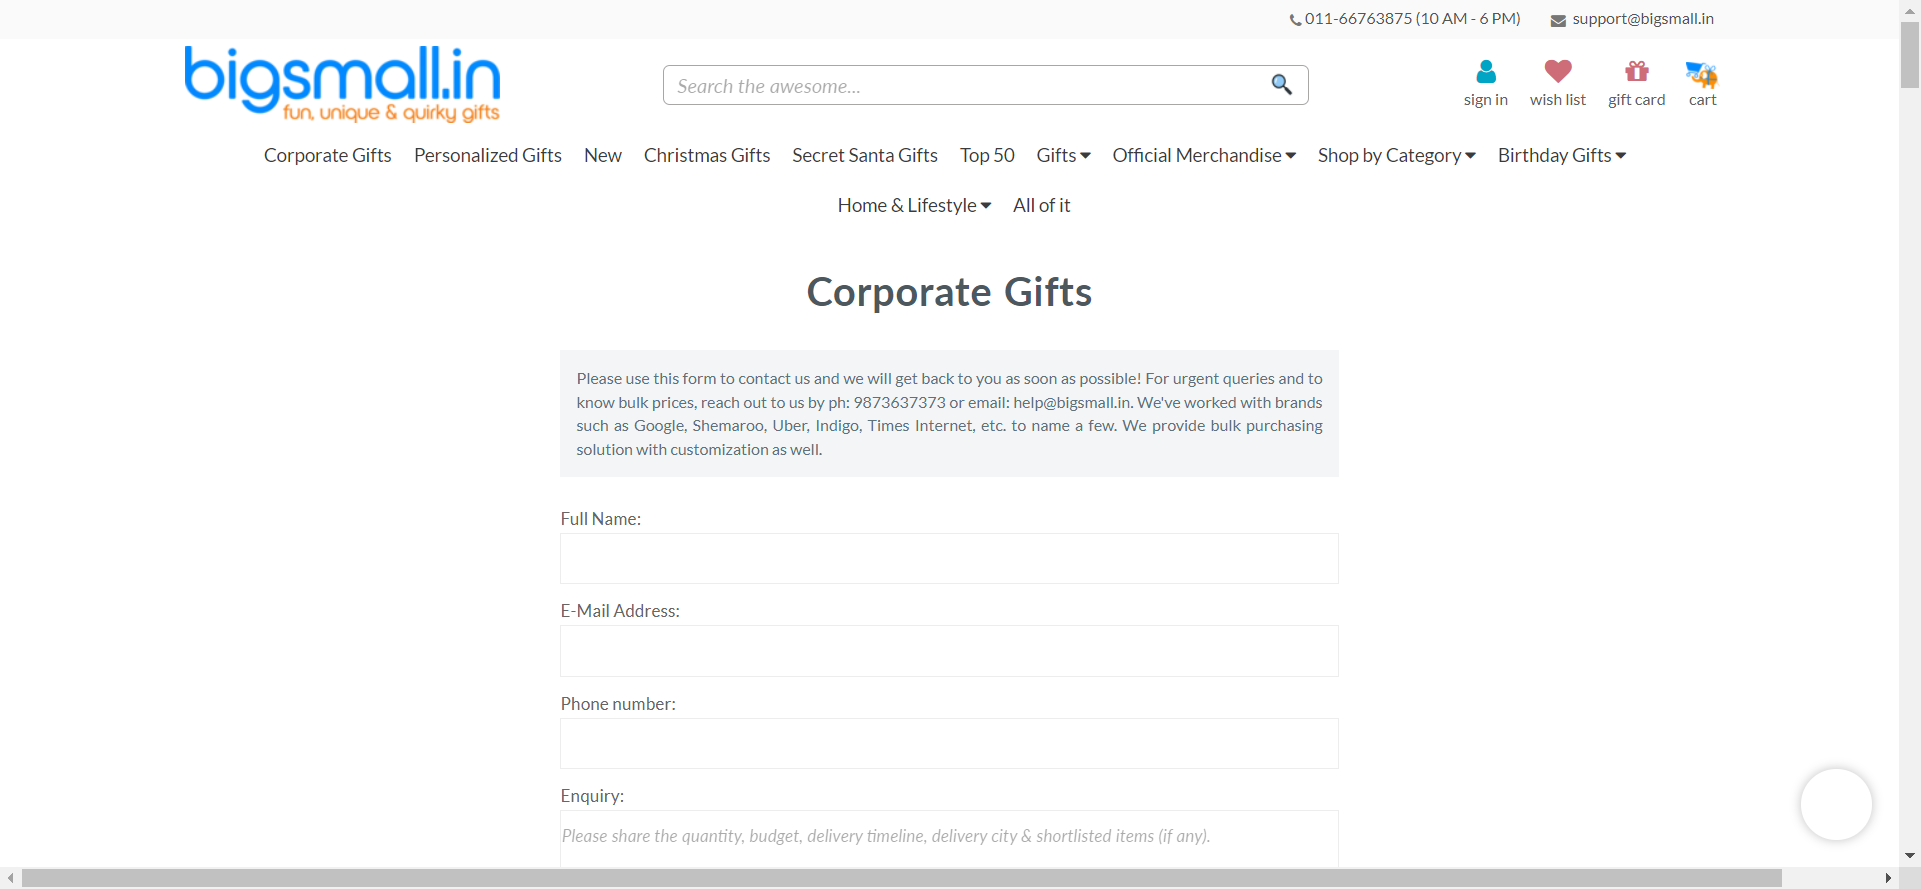 011-66763875 (10 AM - 6 PM) support@bigsmall.in
bigsmall.in
fun, unique & quirky gifts
Search the awesome...
sign in wish list gift card cart
Corporate Gifts Personalized Gifts New Christmas Gifts Secret Santa Gifts Top 50 Gifts Official Merchandise Shop by Category Birthday Gifts
Home & Lifestyle All of it
Corporate Gifts
Please use this form to contact us and we will get back to you as soon as possible! For urgent queries and to
know bulk prices, reach out to us by ph: 9873637373 or email: help@bigsmall.in. We've worked with brands
such as Google, Shemaroo, Uber, Indigo, Times Internet, etc. to name a few. We provide bulk purchasing
solution with customization as well.
Full Name:
E-Mail Address:
Phone number:
Enquiry:
Please share the quantity, budget, delivery timeline, delivery city & shortlisted items (if any).